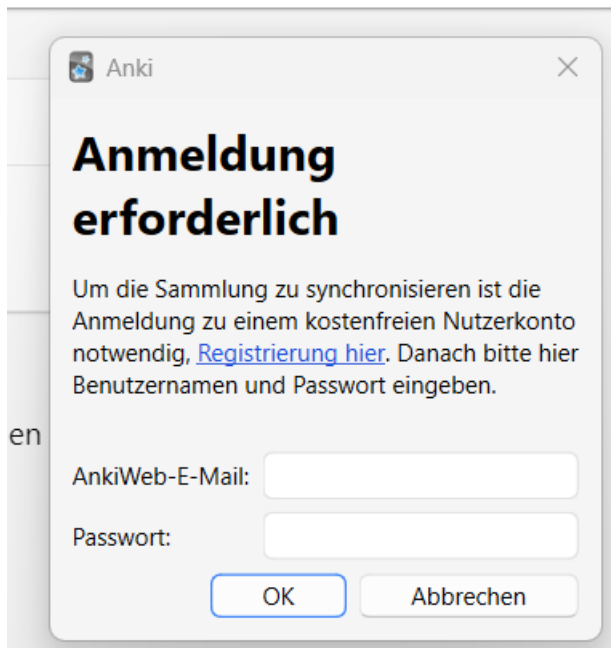 Anki
Anmeldung
erforderlich
Um die Sammlung zu synchronisieren ist die
Anmeldung zu einem kostenfreien Nutzerkonto
notwendig, Registrierung hier. Danach bitte hier
Benutzernamen und Passwort eingeben.
en
AnkiWeb-E-Mail:
Passwort:
OK Abbrechen